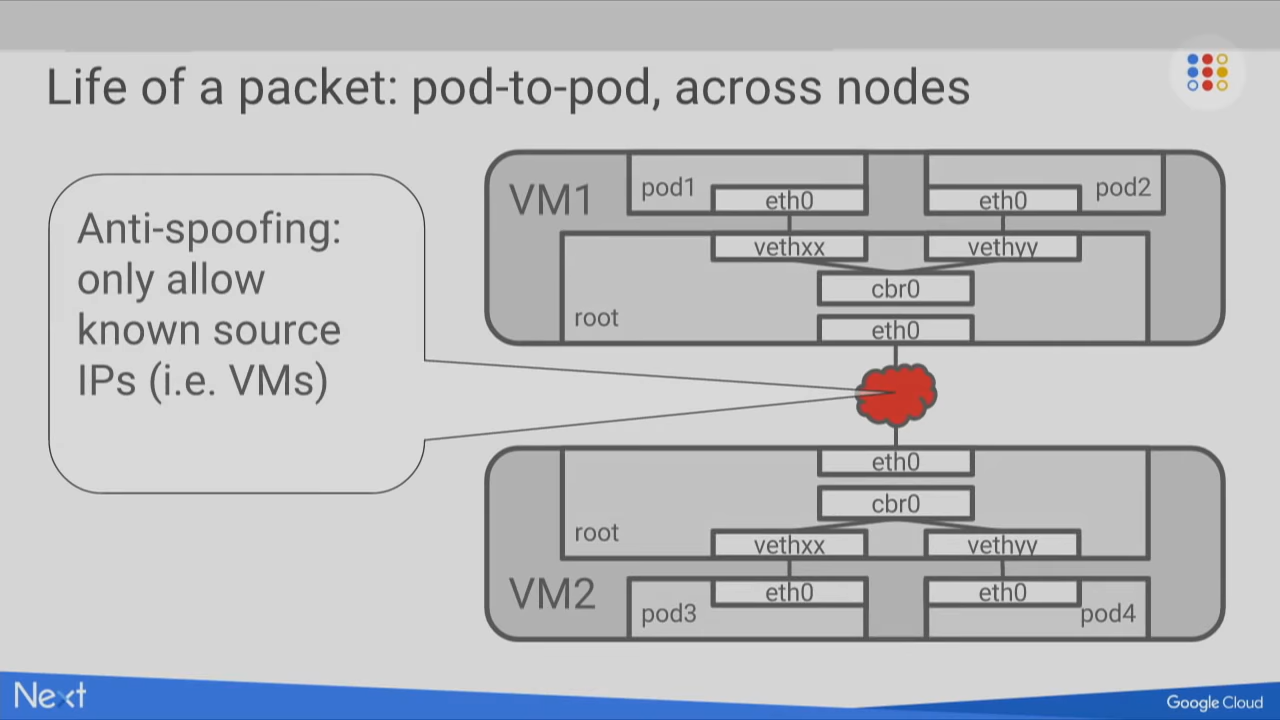 Life of a packet: pod-to-pod, across nodes
Anti-spoofing:
only allow
known source
IPs (i.e. VMs)
VM1
pod1
eth0
eth0
pod2
vethxx
vethyy
cbr0
root
eth0
eth0
cbr0
root
vethxx
vethyy
VM2
eth0
eth0
pod3
pod4
Next
Google Cloud